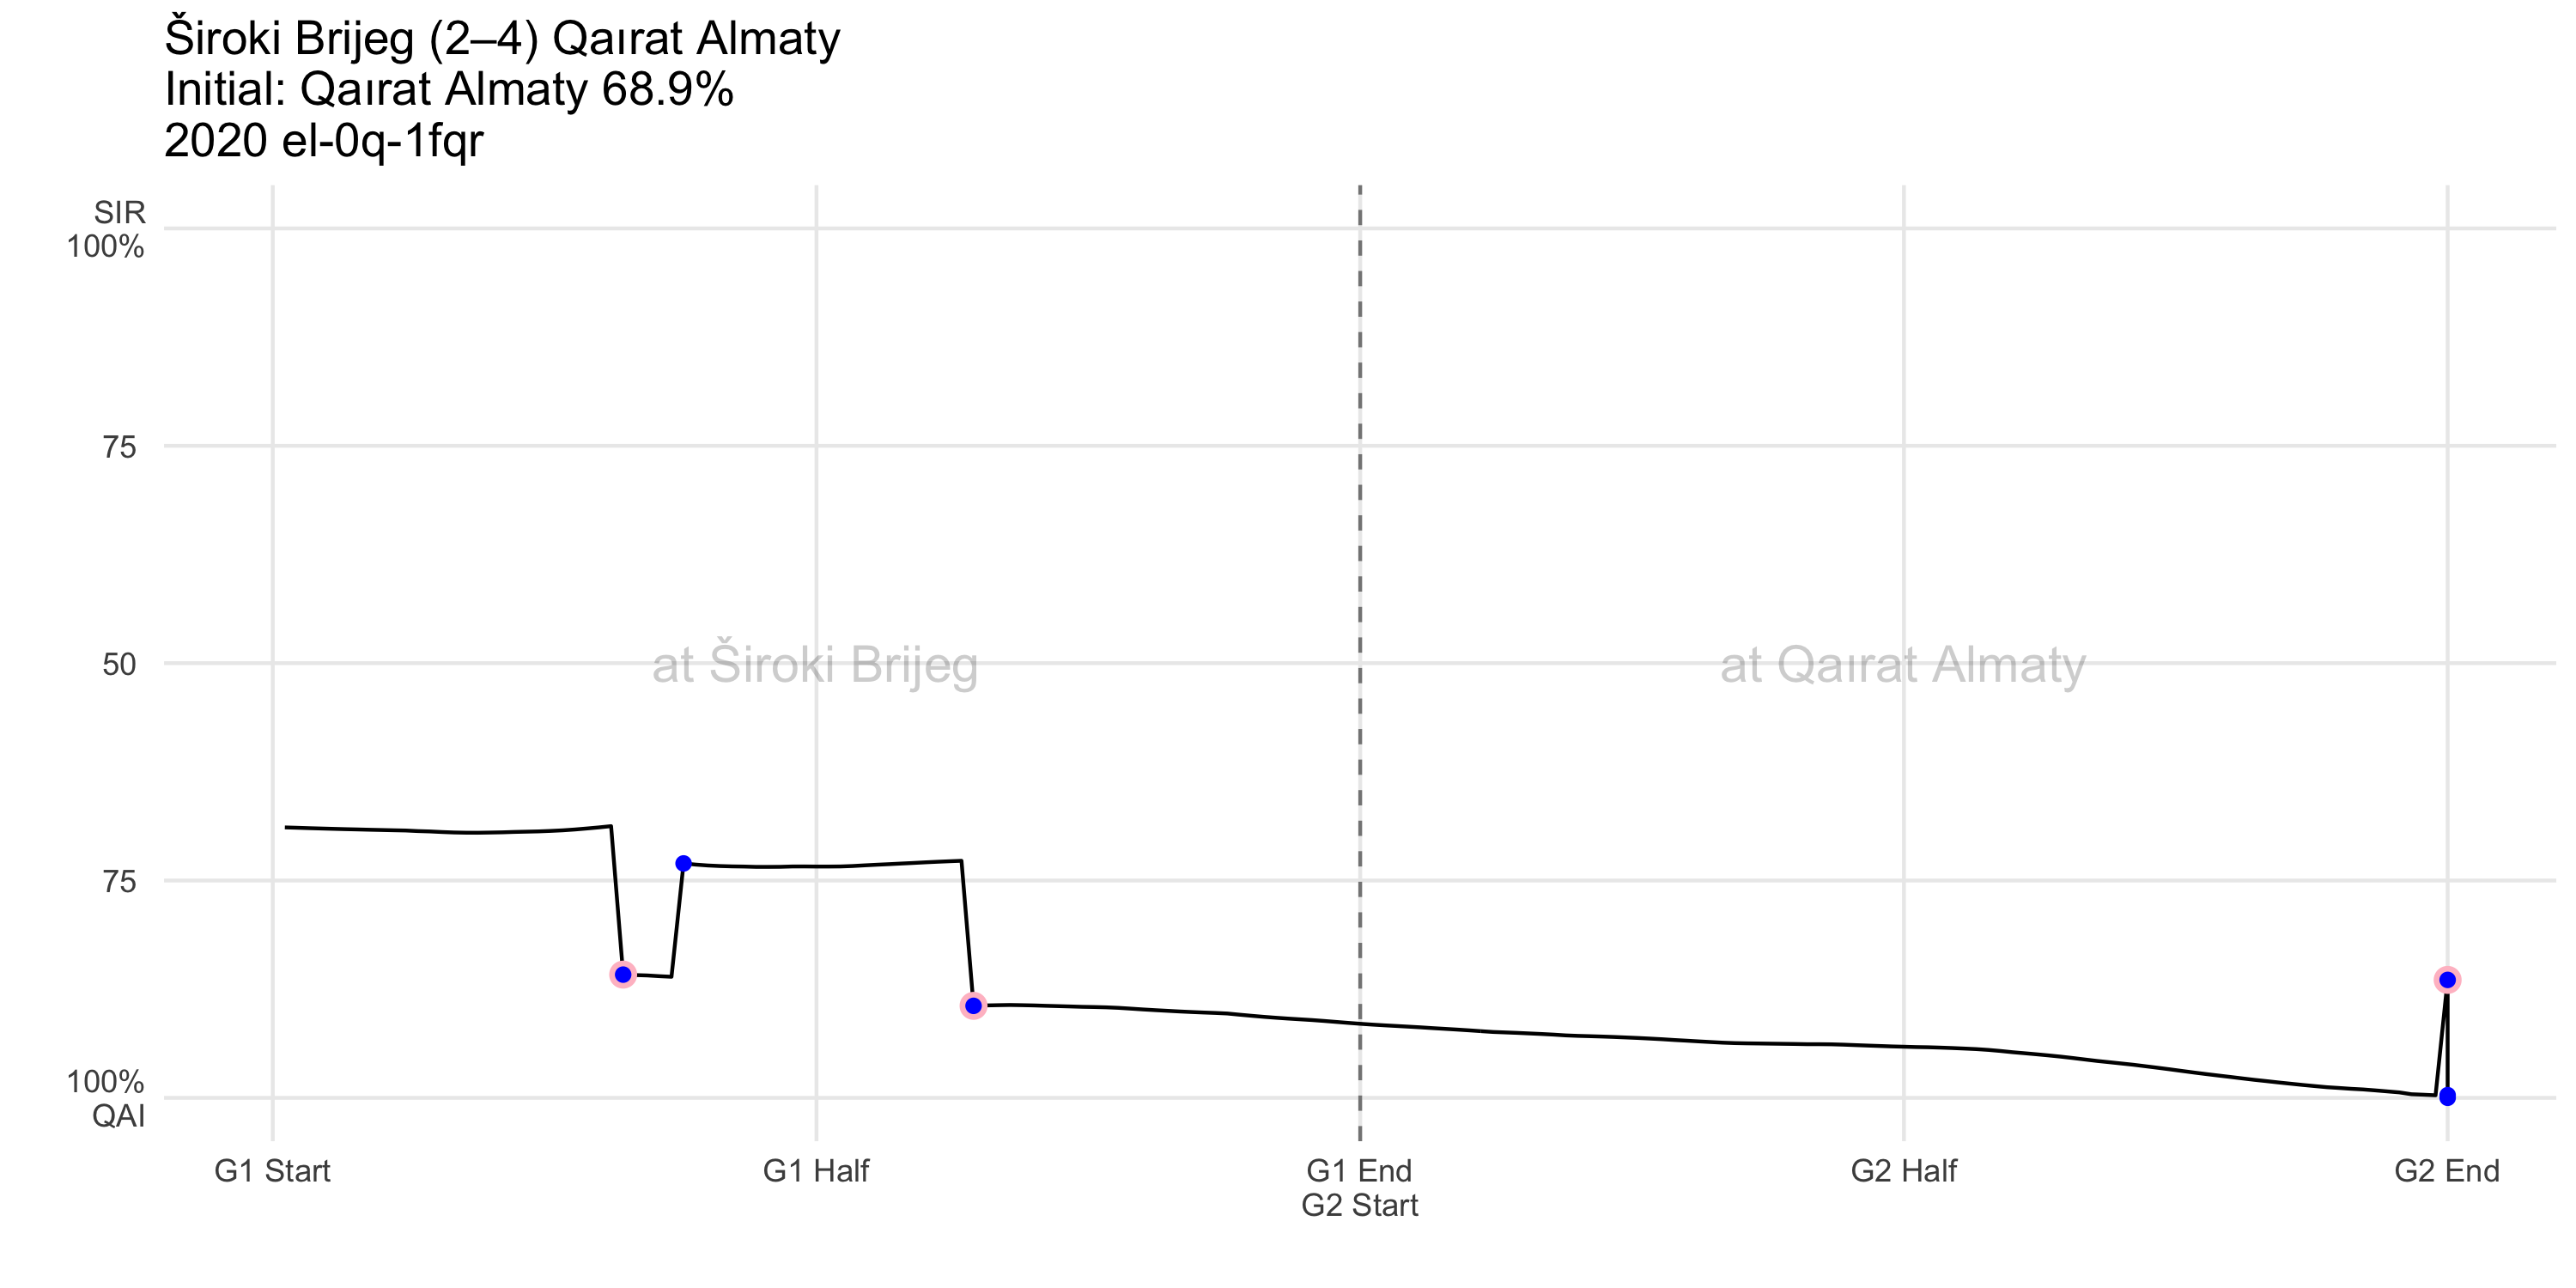 Široki Brijeg (2–4) Qaırat Almaty
Initial: Qaırat Almaty 68.9%
2020 el-0q-1fqr
SIR
100%
75
50
75
100%
QAI
at Široki Brijeg
at Qaırat Almaty
G1 Start
G1 Half
G1 End
G2 Start
G2 Half
G2 End